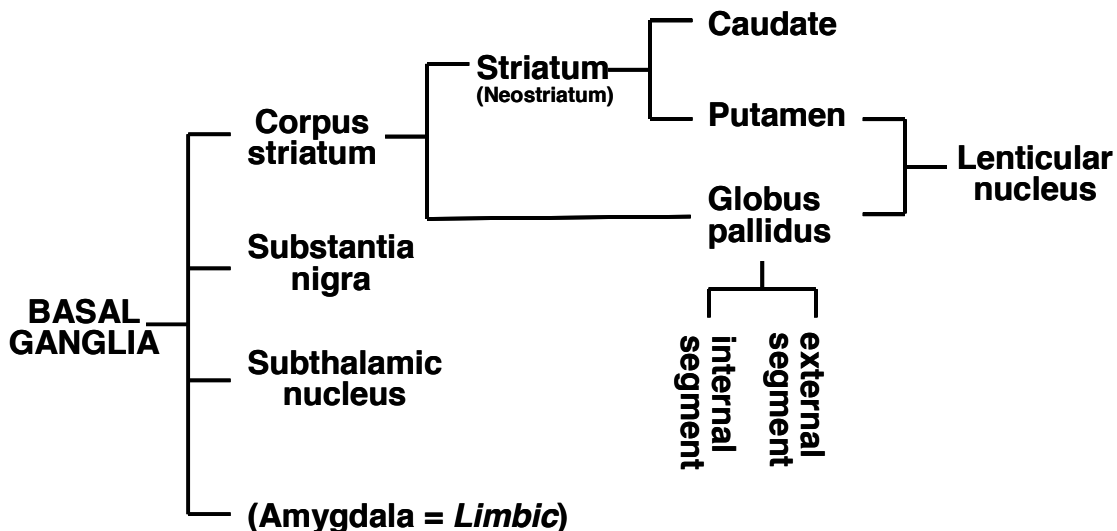 Caudate
Striatum
(Neostriatum)
Putamen
Corpus
striatum
Lenticular
nucleus
Globus
pallidus
Substantia
nigra
BASAL
GANGLIA
Subthalamic
nucleus
internal
segment
external
segment
(Amygdala = Limbic)